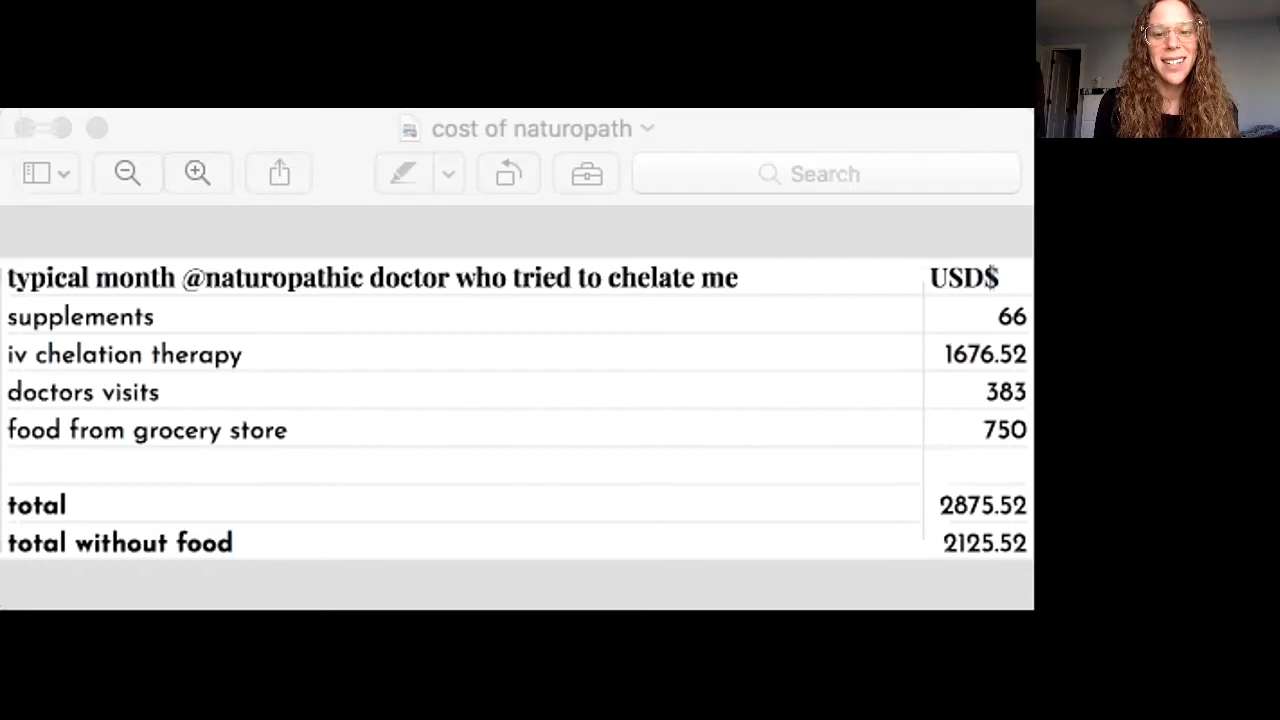 cost of naturopath
Search
typical month @naturopathic doctor who tried to chelate me USD$
supplements 66
iv chelation therapy 1676.52
doctors visits 383
food from grocery store 750
total 2875.52
total without food 2125.52